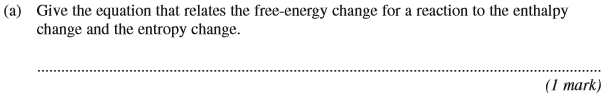 (a) Give the equation that relates the free-energy change for a reaction to the enthalpy
change and the entropy change.
(1 mark)